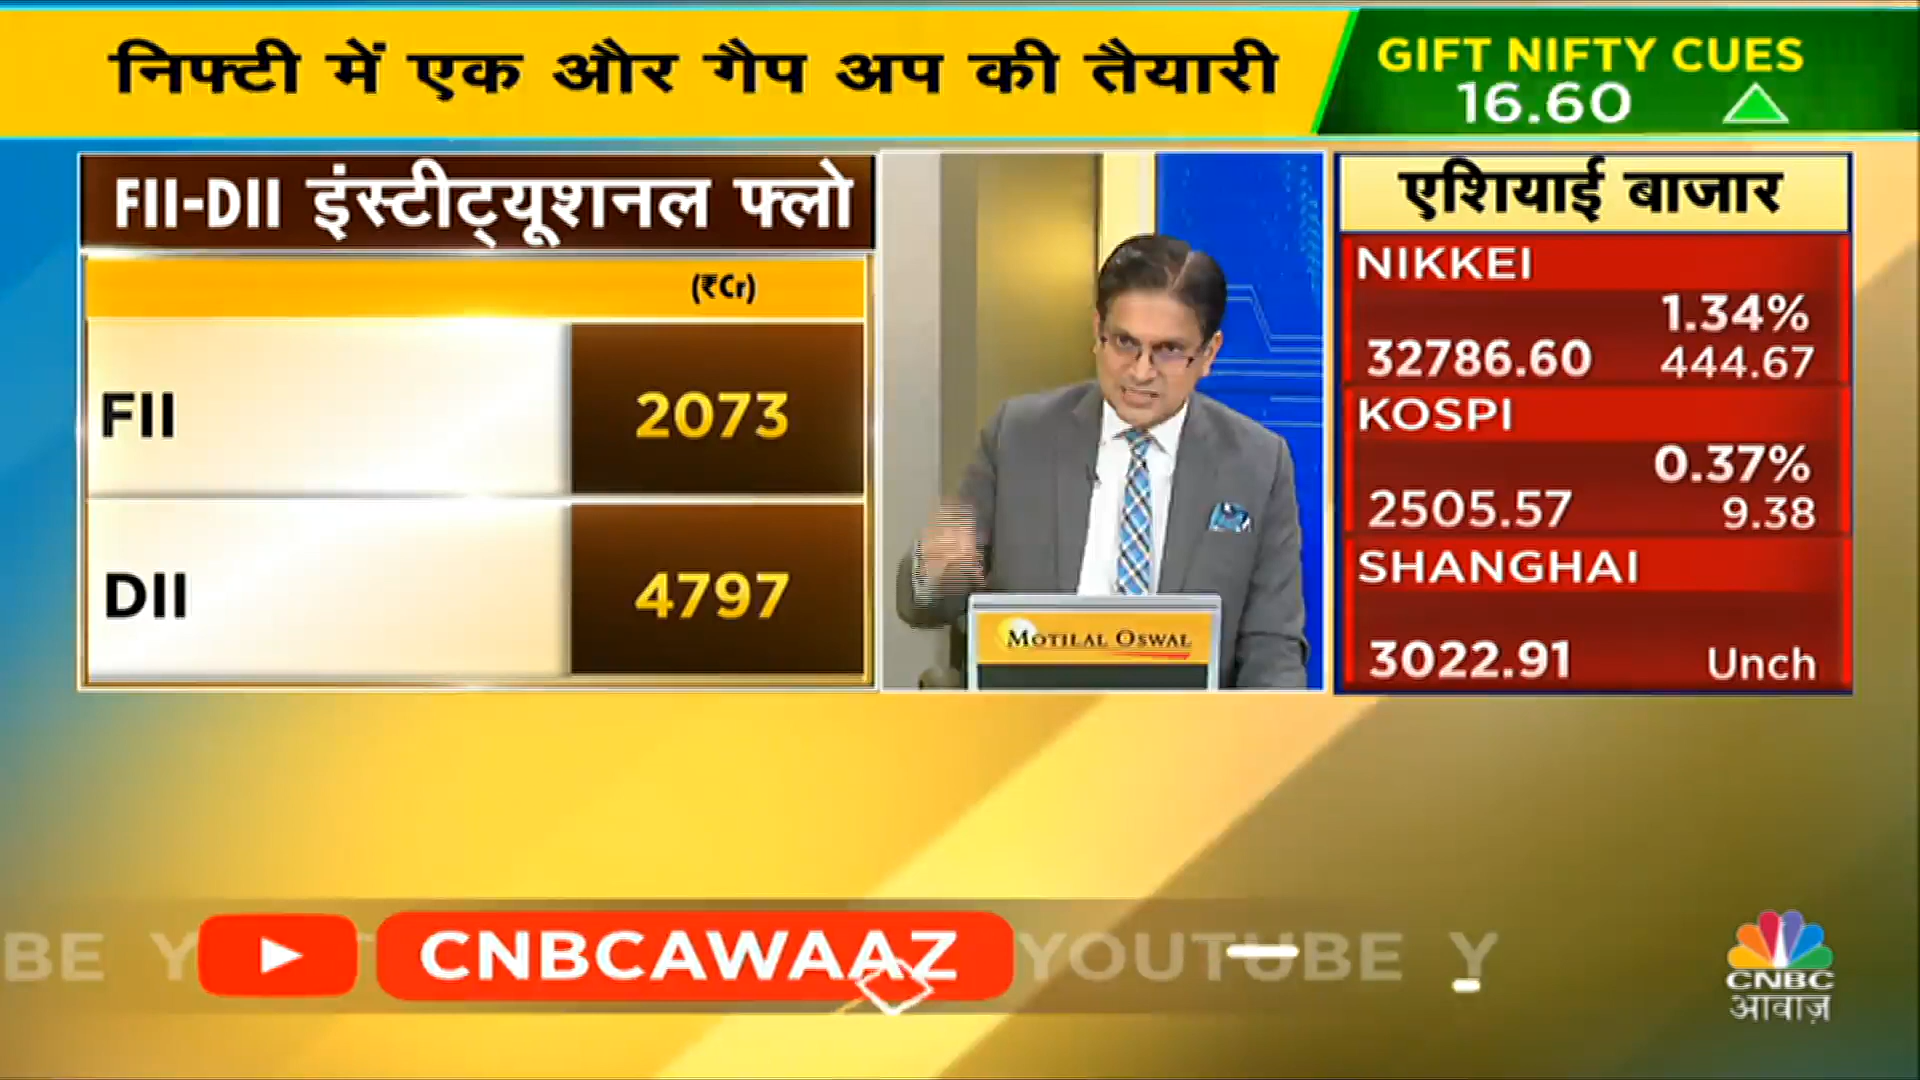 निफ्टी में एक और गैप अप की तैयारी
GIFT NIFTY CUES
16.60
FII-DII इंस्टीट्यूशनल फ्लो
(₹Cr)
FII 2073
DII 4797
MOTILAL OSWAL
एशियाई बाजार
NIKKEI
1.34%
32786.60 444.67
KOSPI
0.37%
2505.57 9.38
SHANGHAI
3022.91 Unch
BE Y CNBCAWAAZ YOUTUBE Y
CNBC
आवाज़